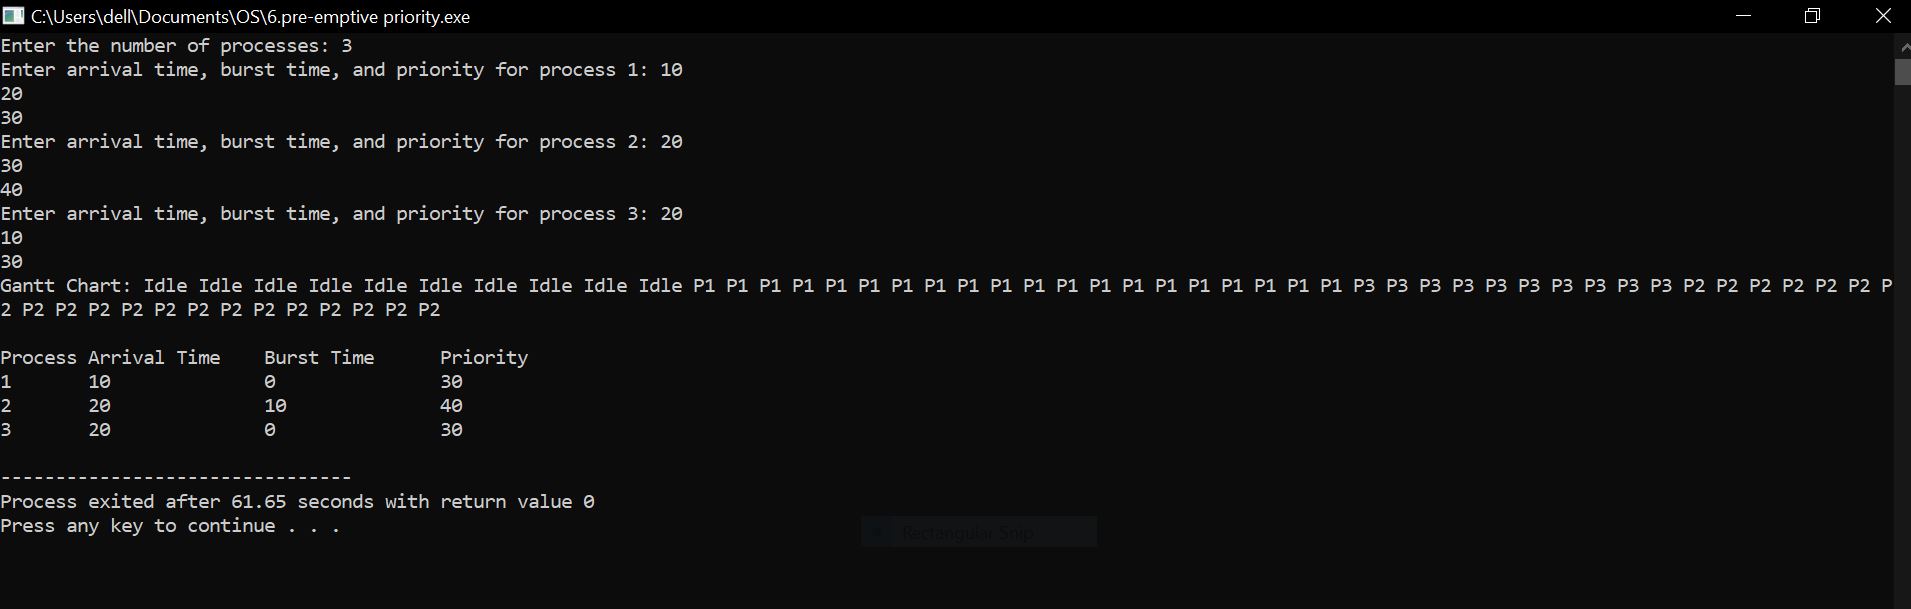 C:\Users\dell\Documents\OS\6.pre-emptive priority.exe
Enter the number of processes: 3
Enter arrival time, burst time, and priority for process 1: 10
20
30
Enter arrival time, burst time, and priority for process 2: 20
30
40
Enter arrival time, burst time, and priority for process 3: 20
10
30
Gantt Chart: Idle Idle Idle Idle Idle Idle Idle Idle Idle Idle P1 P1 P1 P1 P1 P1 P1 P1 P1 P1 P1 P1 P1 P1 P1 P1 P1 P1 P1 P1 P3 P3 P3 P3 P3 P3 P3 P3 P3 P3 P2 P2 P2 P2 P2 P2 P
2 P2 P2 P2 P2 P2 P2 P2 P2 P2 P2 P2 P2 P2
Process Arrival Time    Burst Time      Priority
1       10              0               30
2       20              10              40
3       20              0               30
--------------------------------
Process exited after 61.65 seconds with return value 0
Press any key to continue . . .
Rectangular Snip